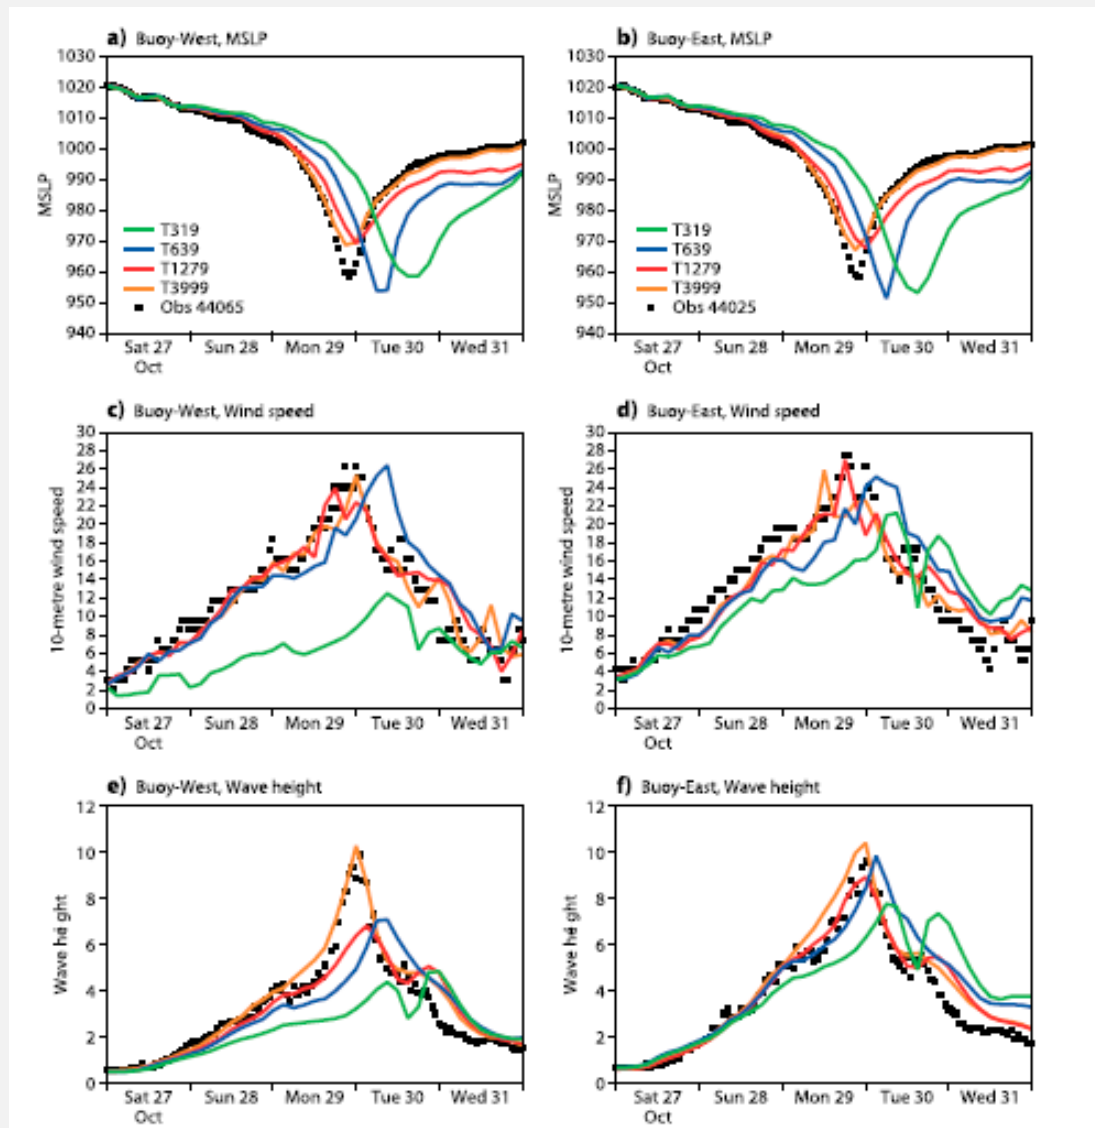 a) Buoy-West, MSLP
1030
1020
1010
1000
990
980
970
960
950
940
MSLP
T319
T639
T1279
T3999
Obs 44065
Sat 27 Sun 28 Mon 29 Tue 30 Wed 31
Oct
b) Buoy-East, MSLP
1030
1020
1010
1000
990
980
970
960
950
940
MSLP
T319
T639
T1279
T3999
Obs 44025
Sat 27 Sun 28 Mon 29 Tue 30 Wed 31
Oct
c) Buoy-West, Wind speed
30
28
26
24
22
20
18
16
14
12
10
8
6
4
2
0
10-metre wind speed
Sat 27 Sun 28 Mon 29 Tue 30 Wed 31
Oct
d) Buoy-East, Wind speed
30
28
26
24
22
20
18
16
14
12
10
8
6
4
2
0
10-metre wind speed
Sat 27 Sun 28 Mon 29 Tue 30 Wed 31
Oct
e) Buoy-West, Wave height
12
10
8
6
4
2
0
Wave he ight
Sat 27 Sun 28 Mon 29 Tue 30 Wed 31
Oct
f) Buoy-East, Wave height
12
10
8
6
4
2
0
Wave he ight
Sat 27 Sun 28 Mon 29 Tue 30 Wed 31
Oct